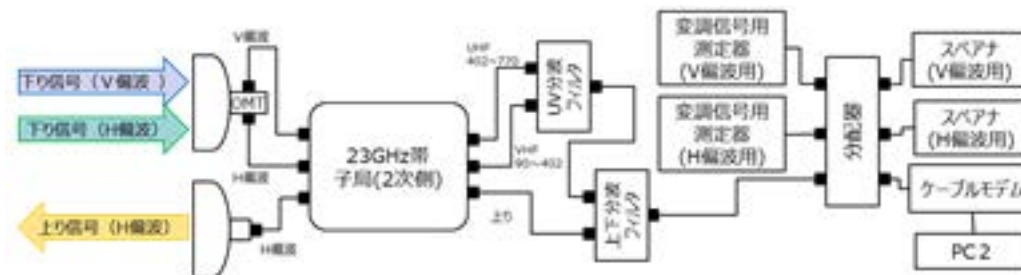 V偏波
下り信号（V偏波 ）
OMT
下り信号（H偏波）
H偏波
上り信号（H偏波）
H偏波
23GHz帯
子局(2次側)
UHF
402~770
VHF
90~402
上り
UV分波
フィルタ
上下分波
フィルタ
変調信号用
測定器
(V偏波用)
変調信号用
測定器
(H偏波用)
分配器
スペアナ
(V偏波用)
スペアナ
(H偏波用)
ケーブルモデム
PC2